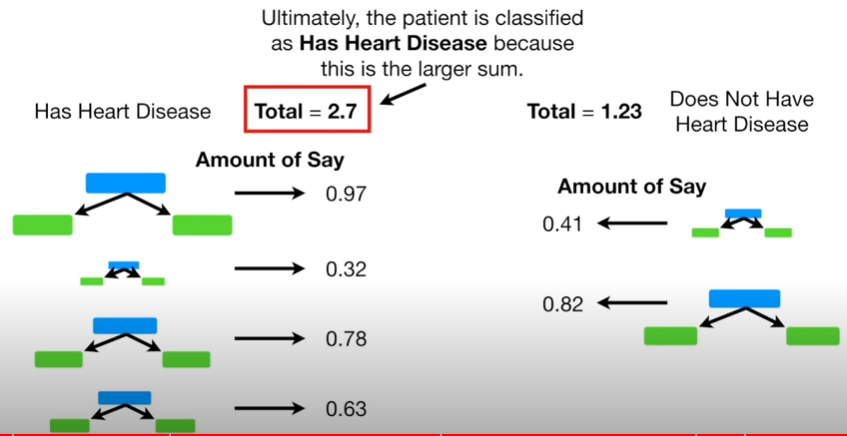 Ultimately, the patient is classified
as Has Heart Disease because
this is the larger sum.
Has Heart Disease
Total = 2.7
Total = 1.23
Does Not Have
Heart Disease
Amount of Say
0.97
0.32
0.78
0.63
Amount of Say
0.41
0.82